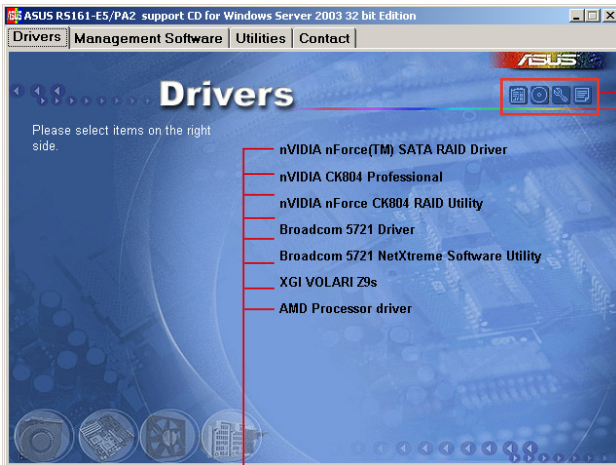 ASUS RS161-E5/PA2 support CD for Windows Server 2003 32 bit Edition
Drivers Management Software Utilities Contact
ASUS
Drivers
Please select items on the right
side.
nVIDIA nForce(TM) SATA RAID Driver
nVIDIA CK804 Professional
nVIDIA nForce CK804 RAID Utility
Broadcom 5721 Driver
Broadcom 5721 NetXtreme Software Utility
XGI VOLARI Z9s
AMD Processor driver